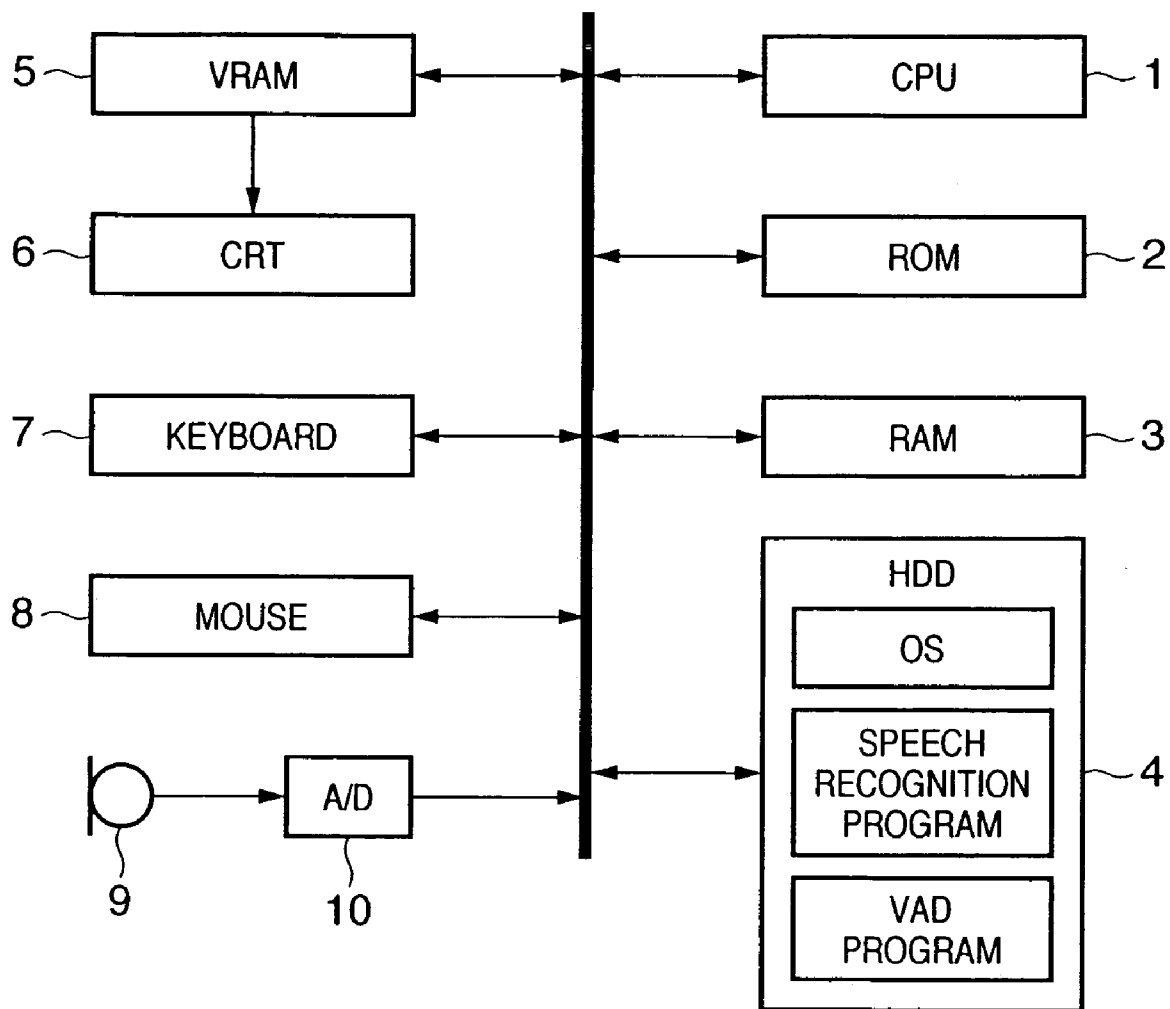 5
VRAM
CPU
1
6
CRT
ROM
2
7
KEYBOARD
RAM
3
8
MOUSE
HDD
OS
SPEECH
RECOGNITION
PROGRAM
4
A/D
9
10
VAD
PROGRAM